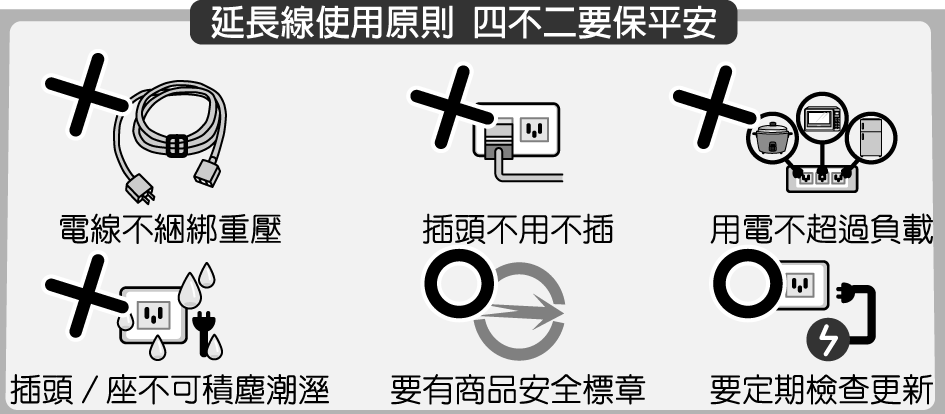 延長線使用原則 四不二要保平安
電線不綑綁重壓
插頭不用不插
用電不超過負載
插頭/座不可積塵潮溼
要有商品安全標章
要定期檢查更新